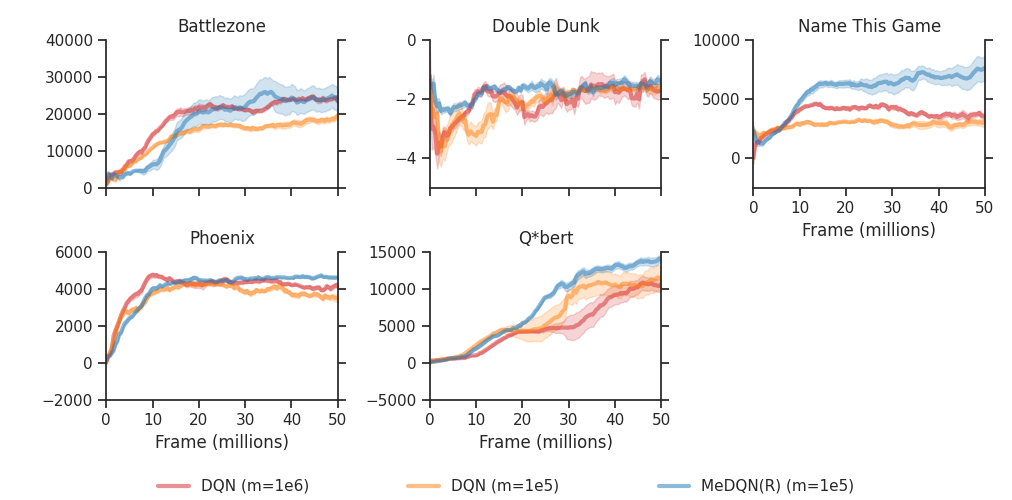 Battlezone
40000
30000
20000
10000
0
Double Dunk
0
−2
−4
Name This Game
10000
5000
0
0 10 20 30 40 50
Frame (millions)
Phoenix
6000
4000
2000
0
−2000
0 10 20 30 40 50
Frame (millions)
Q*bert
15000
10000
5000
0
−5000
0 10 20 30 40 50
Frame (millions)
DQN (m=1e6) DQN (m=1e5) MeDQN(R) (m=1e5)